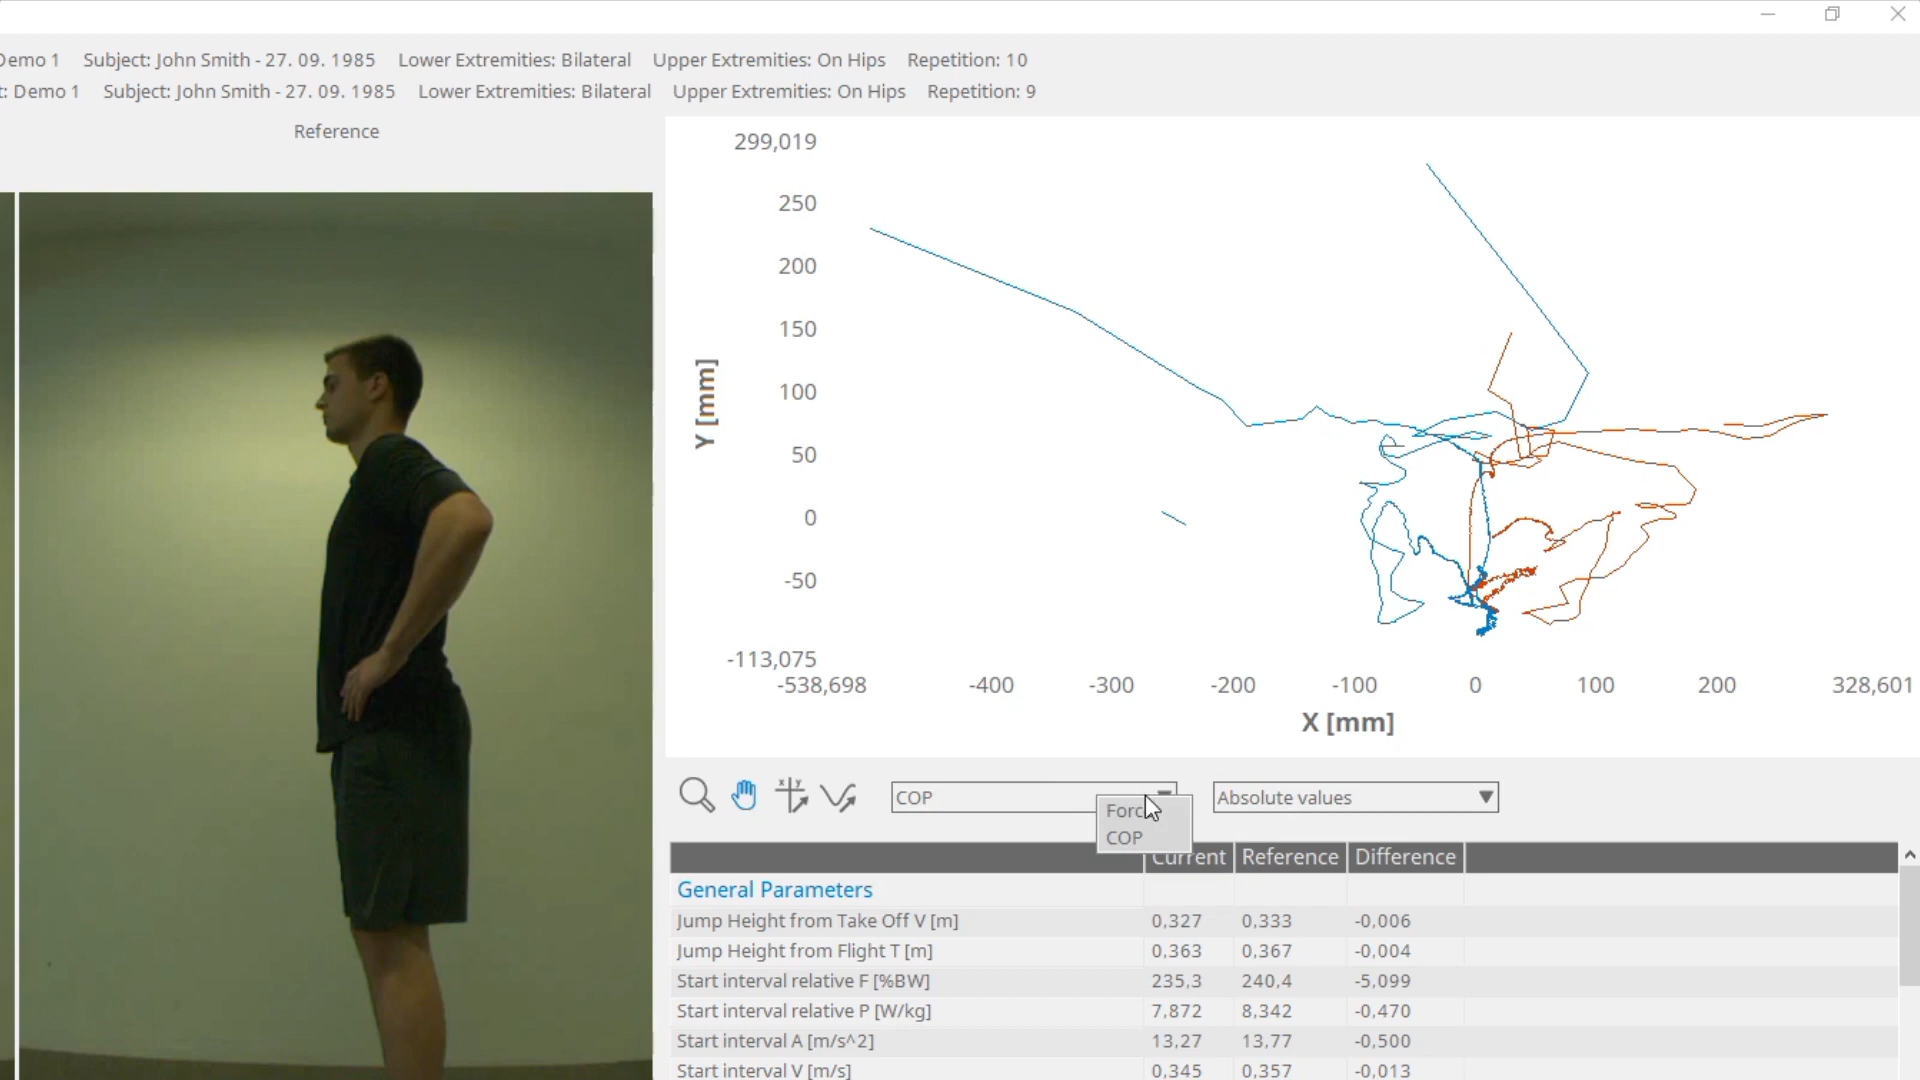 Demo 1 Subject: John Smith - 27. 09. 1985 Lower Extremities: Bilateral Upper Extremities: On Hips Repetition: 10
t: Demo 1 Subject: John Smith - 27. 09. 1985 Lower Extremities: Bilateral Upper Extremities: On Hips Repetition: 9
Reference
299,019
250
200
150
100
50
0
-50
-113,075
Y [mm]
-538,698 -400 -300 -200 -100 0 100 200 328,601
X [mm]
x y
COP
Absolute values
Forc
COP
Current Reference Difference
General Parameters
Jump Height from Take Off V [m] 0,327 0,333 -0,006
Jump Height from Flight T [m] 0,363 0,367 -0,004
Start interval relative F [%BW] 235,3 240,4 -5,099
Start interval relative P [W/kg] 7,872 8,342 -0,470
Start interval A [m/s^2] 13,27 13,77 -0,500
Start interval V [m/s] 0,345 0,357 -0,013